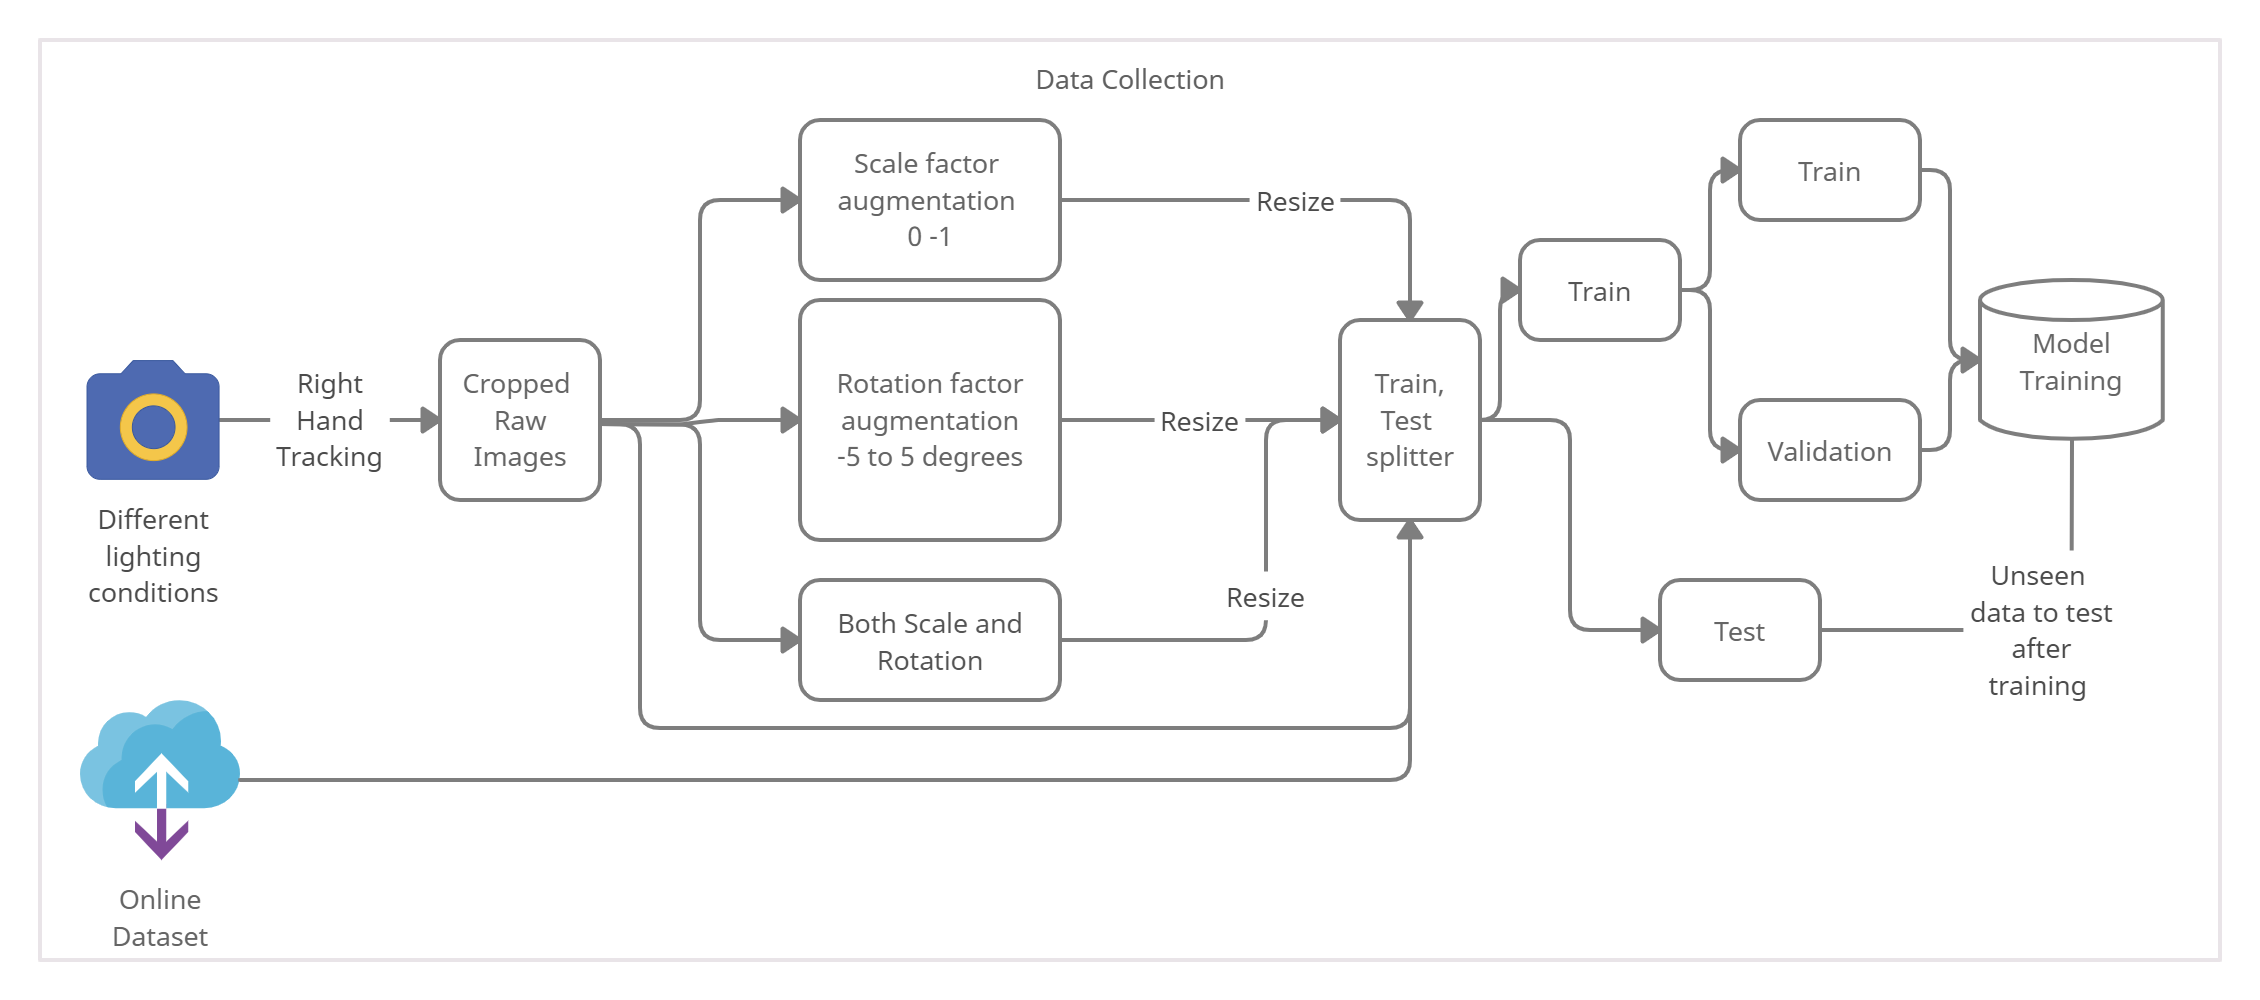 Data Collection
Scale factor
augmentation
0 -1
Resize
Train
Train
Rotation factor
augmentation
-5 to 5 degrees
Resize
Right
Hand
Tracking
Cropped
Raw
Images
Train,
Test
splitter
Model
Training
Validation
Different
lighting
conditions
Both Scale and
Rotation
Resize
Test
Unseen
data to test
after
training
Online
Dataset